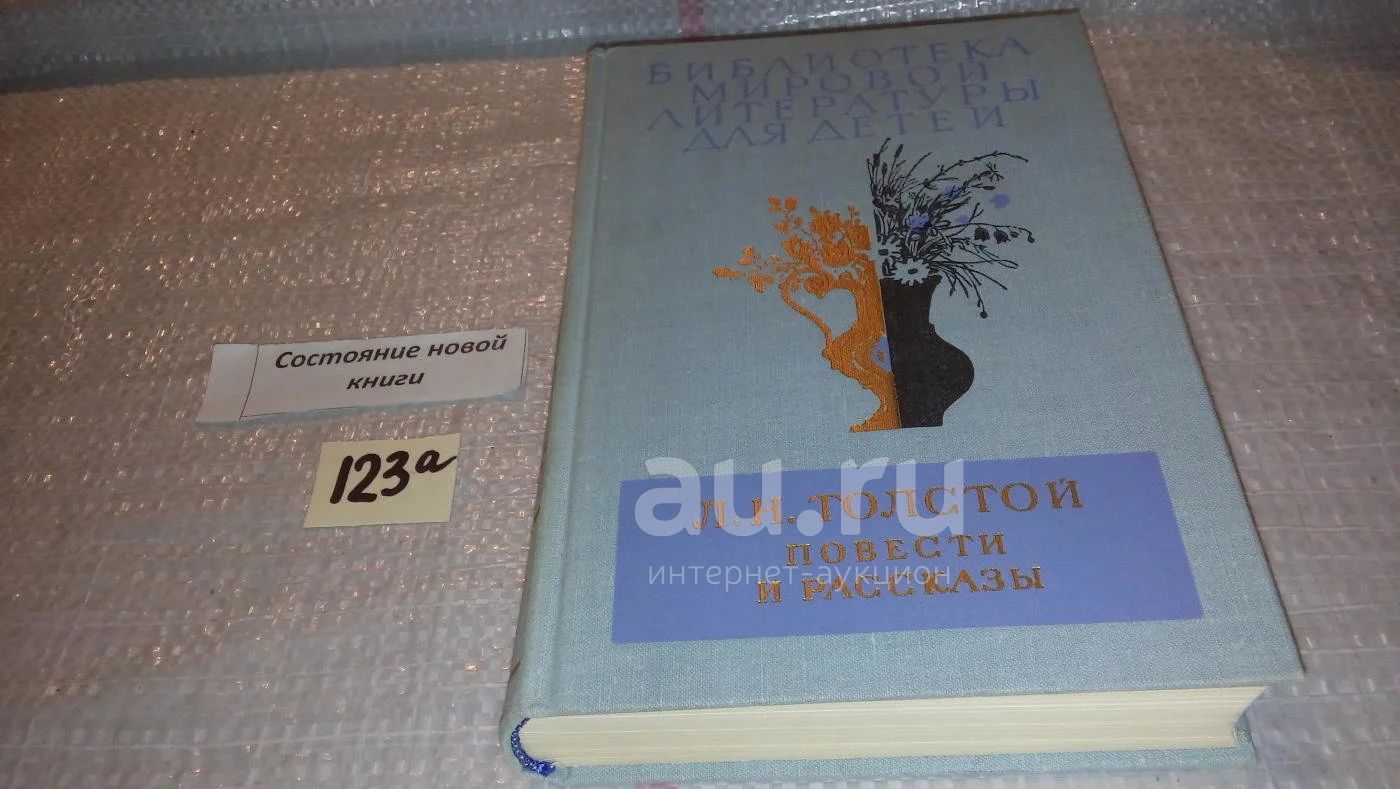 БИБЛИОТЕКА
МИРОВОЙ
ЛИТЕРАТУРЫ
ДЛЯ ДЕТЕЙ
Состояние новой
книги
123а
au.ru
Л.Н.ТОЛСТОЙ
ПОВЕСТИ
интернет-аукцион
И РАССКАЗЫ